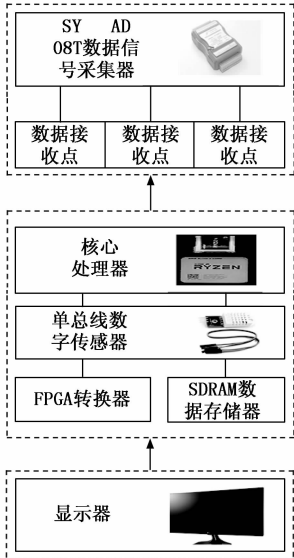 SY AD
08T数据信
号采集器
数据接
收点
数据接
收点
数据接
收点
核心
处理器
RYZEN
单总线数
字传感器
FPGA转换器
SDRAM数
据存储器
显示器